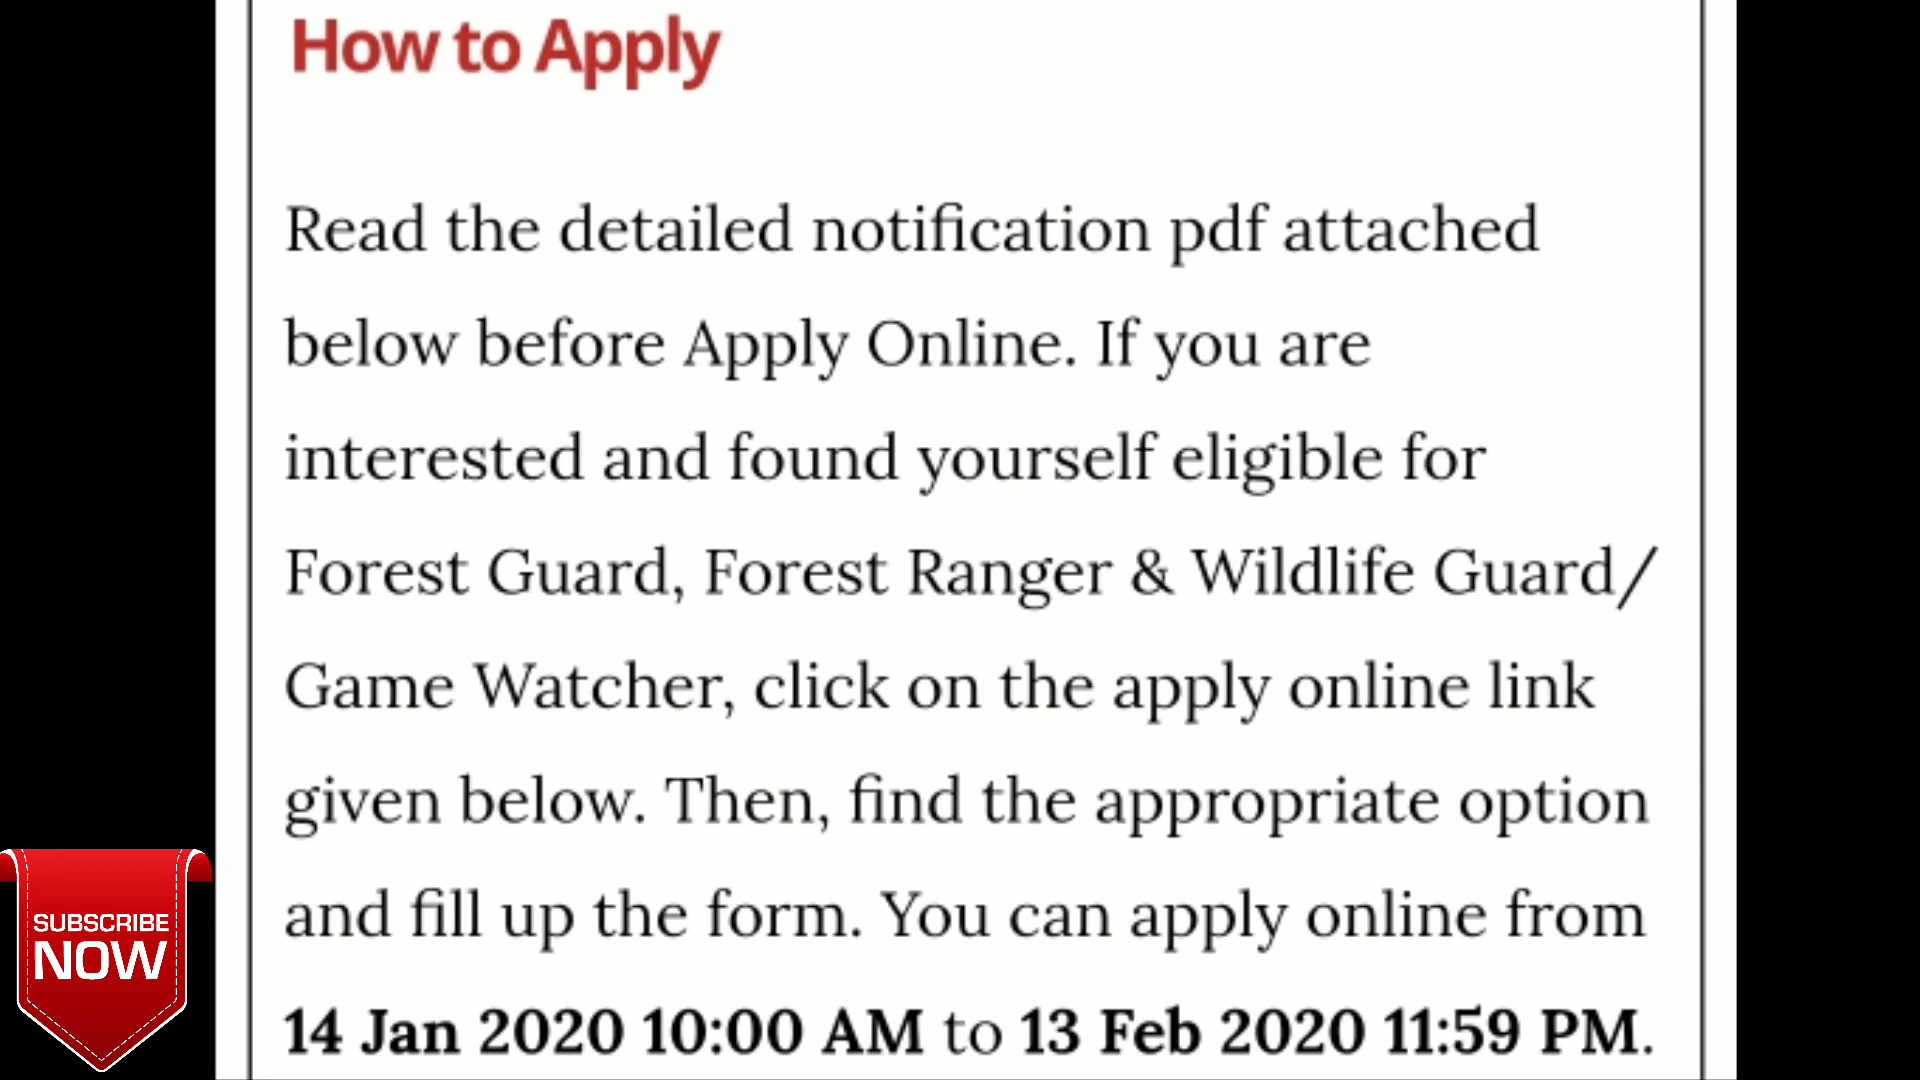 How to Apply
Read the detailed notification pdf attached
below before Apply Online. If you are
interested and found yourself eligible for
Forest Guard, Forest Ranger & Wildlife Guard/
Game Watcher, click on the apply online link
given below. Then, find the appropriate option
and fill up the form. You can apply online from
14 Jan 2020 10:00 AM to 13 Feb 2020 11:59 PM.
SUBSCRIBE
NOW